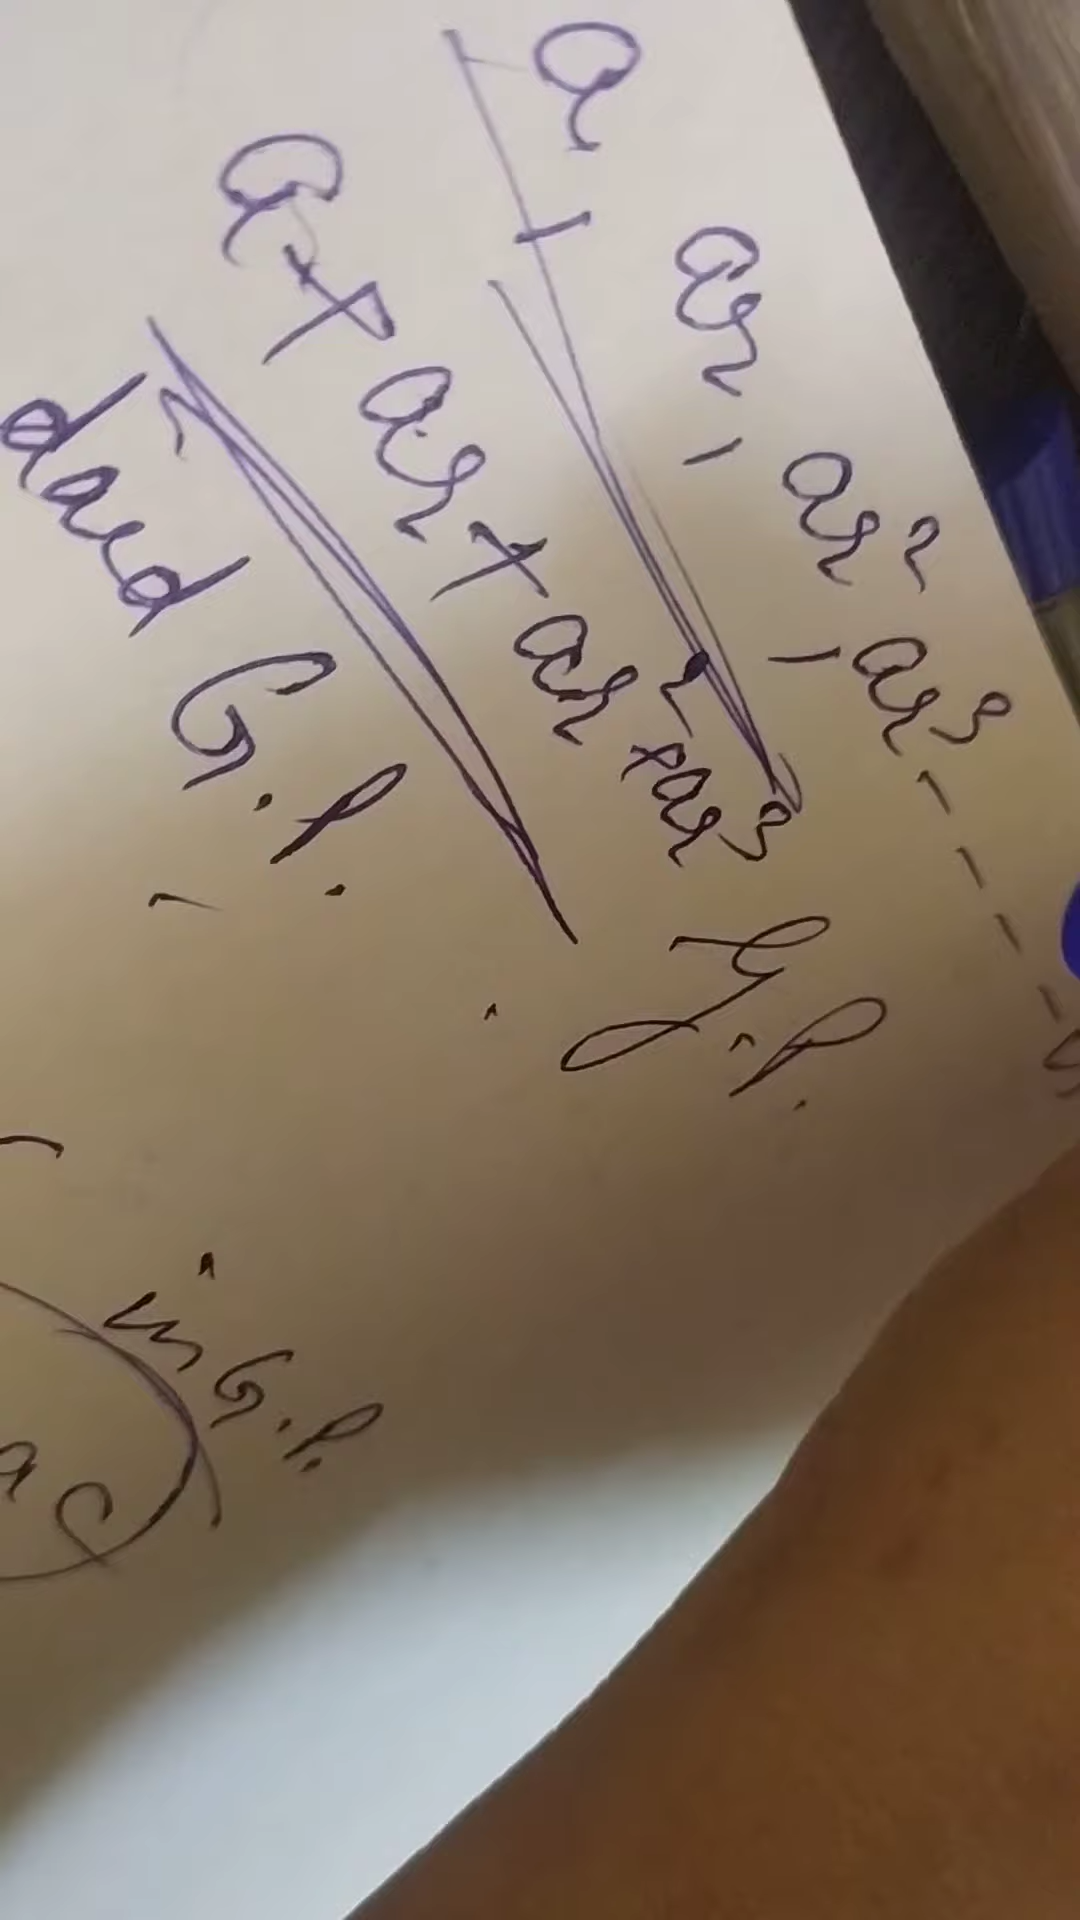 a, ar, ar², ar³ - - - -
a + ar + ar² + ar³
G.P.
dard G.P.
in G.P.